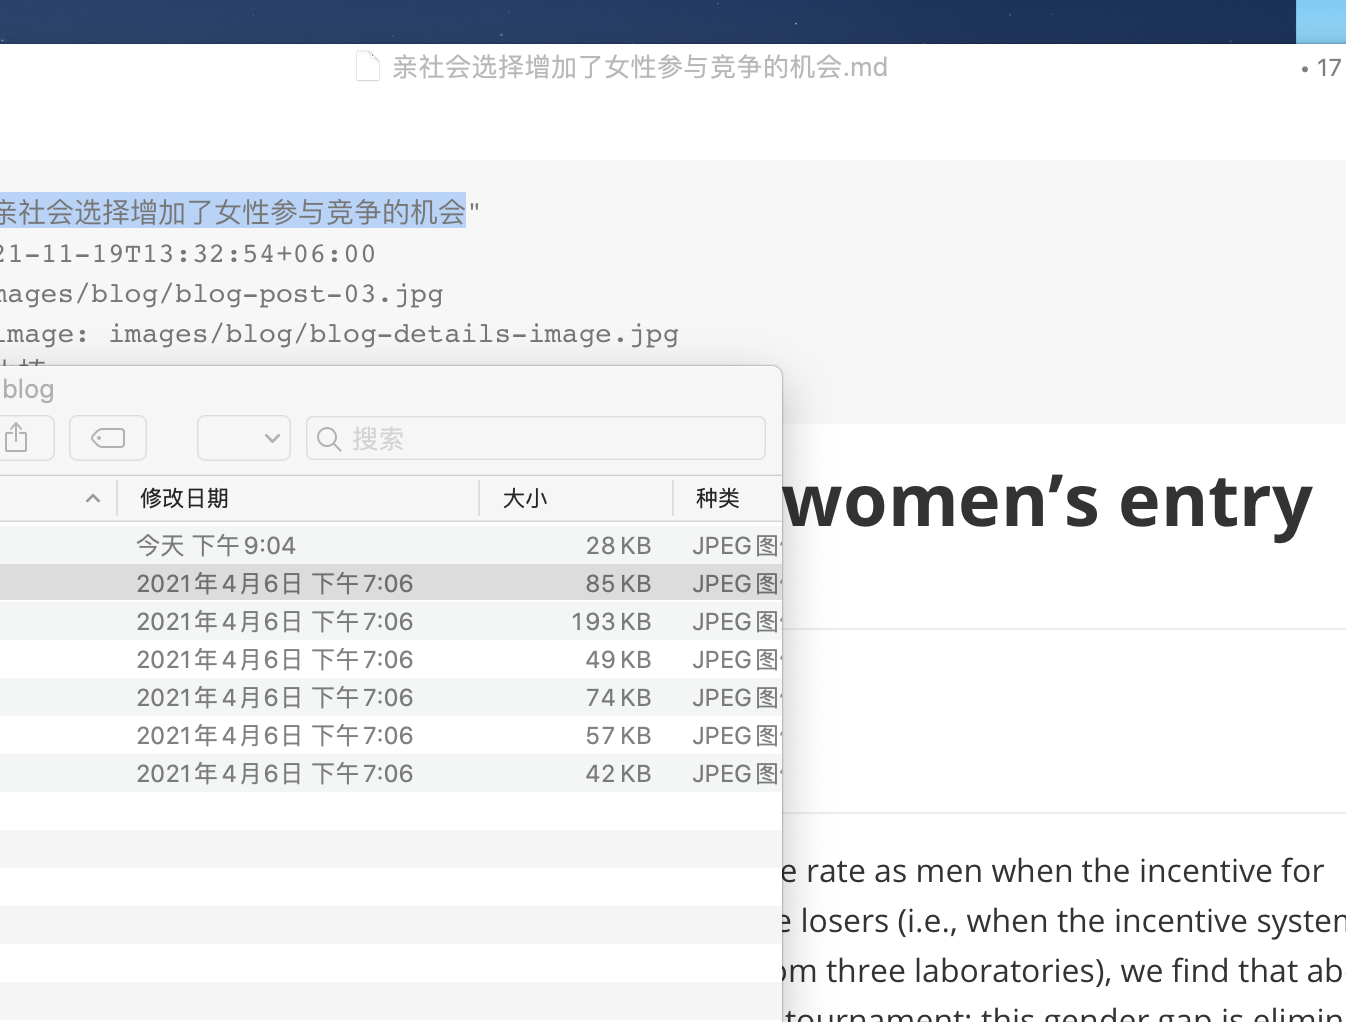 亲社会选择增加了女性参与竞争的机会.md
• 17
亲社会选择增加了女性参与竞争的机会"
21-11-19T13:32:54+06:00
mages/blog/blog-post-03.jpg
image: images/blog/blog-details-image.jpg
blog
搜索
修改日期 大小 种类
women’s entry
今天 下午9:04 28 KB JPEG图
2021年4月6日 下午7:06 85 KB JPEG图
2021年4月6日 下午7:06 193 KB JPEG图
2021年4月6日 下午7:06 49 KB JPEG图
2021年4月6日 下午7:06 74 KB JPEG图
2021年4月6日 下午7:06 57 KB JPEG图
2021年4月6日 下午7:06 42 KB JPEG图
e rate as men when the incentive for
e losers (i.e., when the incentive system
om three laboratories), we find that ab
tournament; this gender gap is elimin